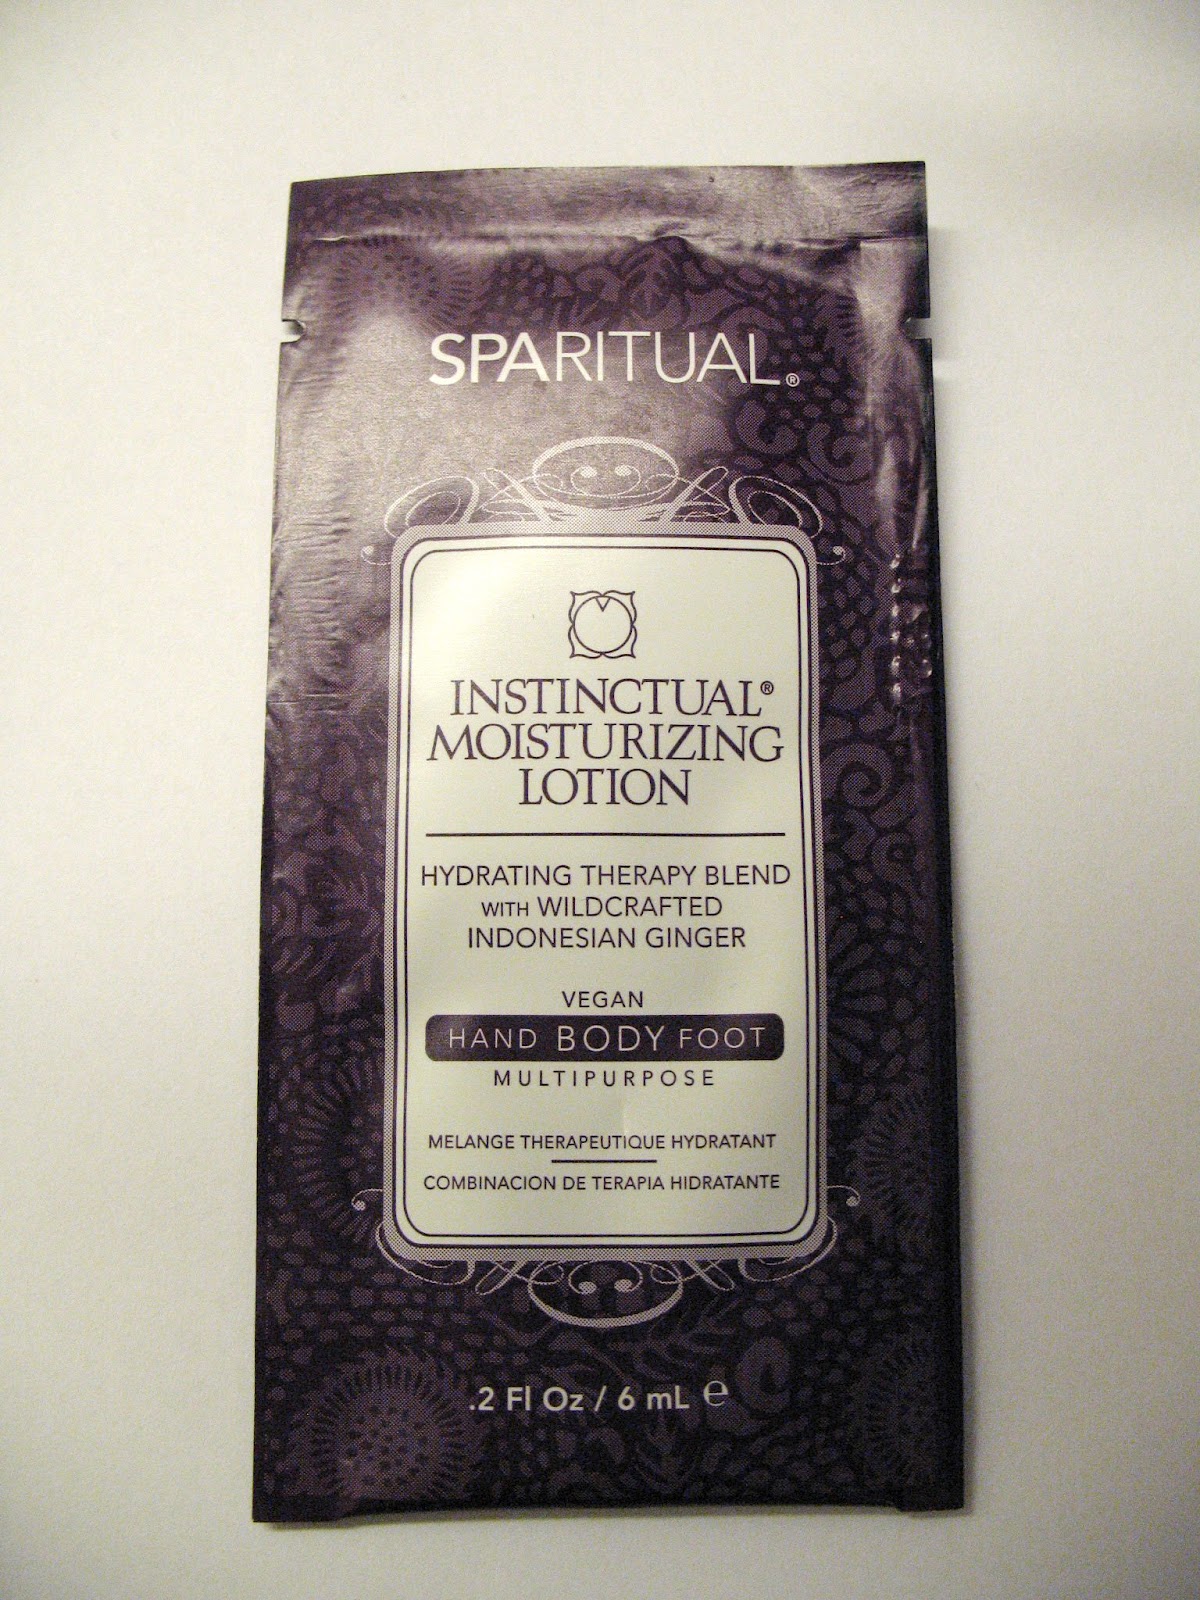 SPARITUAL®
INSTINCTUAL®
MOISTURIZING
LOTION
HYDRATING THERAPY BLEND
WITH WILDCRAFTED
INDONESIAN GINGER
VEGAN
HAND BODY FOOT
MULTIPURPOSE
MELANGE THERAPEUTIQUE HYDRATANT
COMBINACION DE TERAPIA HIDRATANTE
.2 Fl Oz / 6 mL ℮